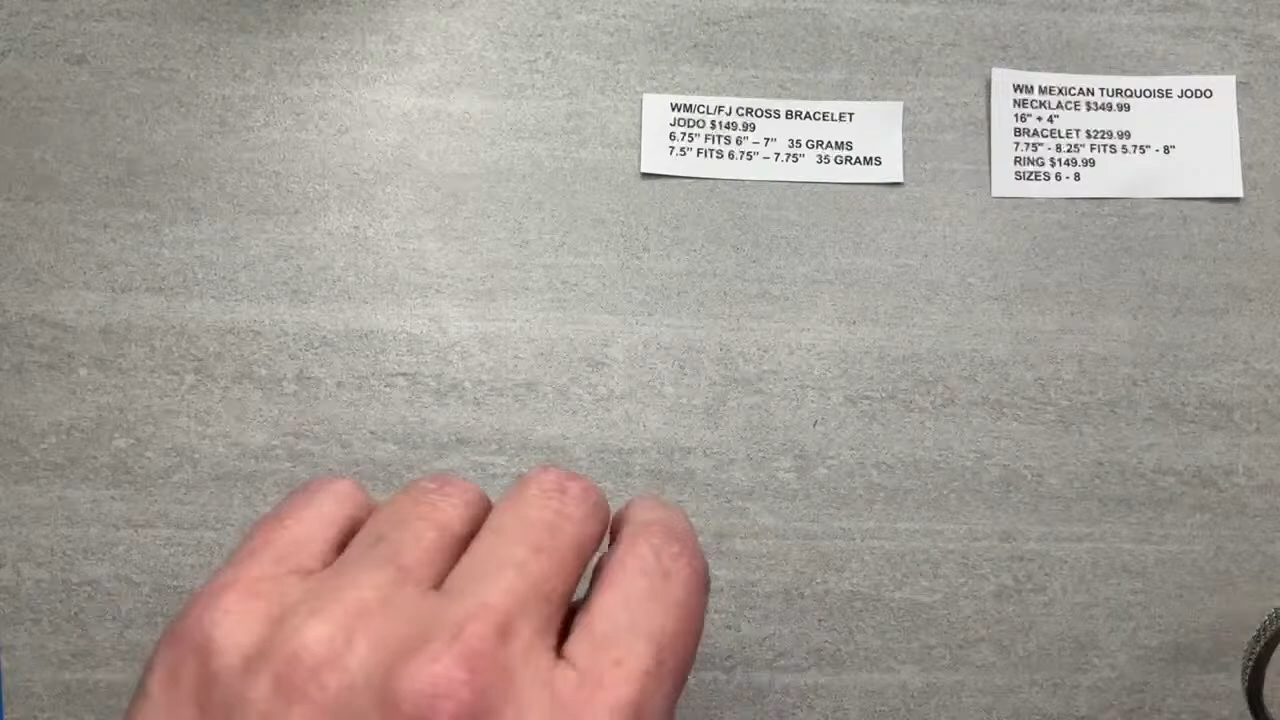 WM/CL/FJ CROSS BRACELET
JODO $149.99
6.75" FITS 6" – 7" 35 GRAMS
7.5" FITS 6.75" – 7.75" 35 GRAMS
WM MEXICAN TURQUOISE JODO
NECKLACE $349.99
16" + 4"
BRACELET $229.99
7.75" - 8.25" FITS 5.75" - 8"
RING $149.99
SIZES 6 - 8